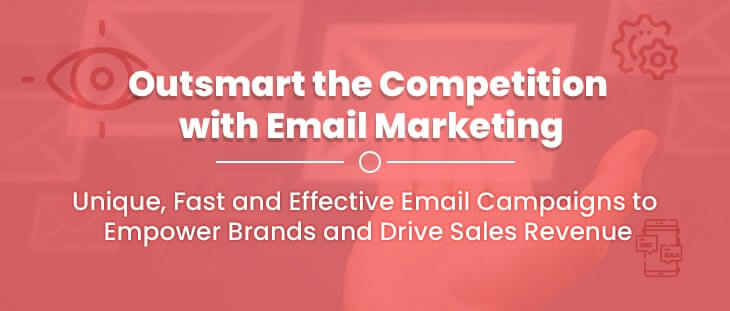 Outsmart the Competition
with Email Marketing
Unique, Fast and Effective Email Campaigns to
Empower Brands and Drive Sales Revenue